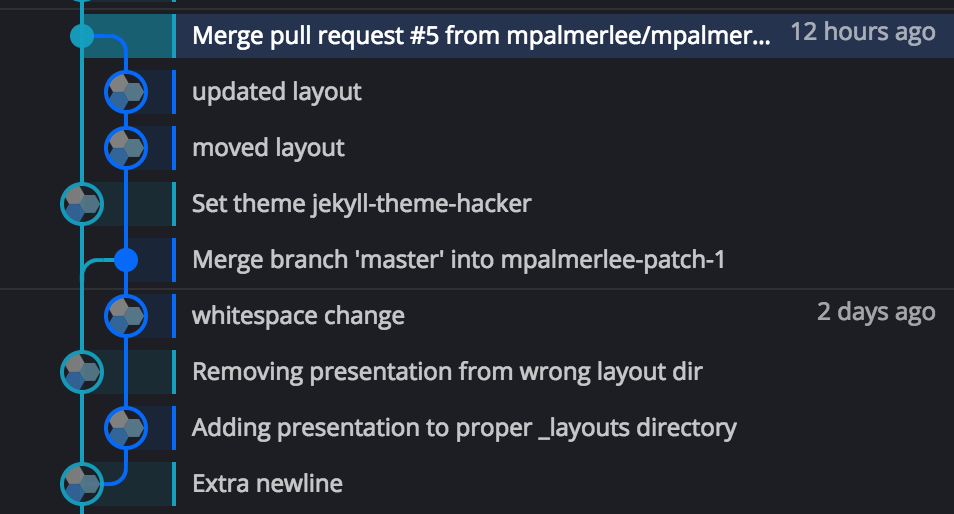 Merge pull request #5 from mpalmerlee/mpalmer... 12 hours ago
updated layout
moved layout
Set theme jekyll-theme-hacker
Merge branch 'master' into mpalmerlee-patch-1
whitespace change 2 days ago
Removing presentation from wrong layout dir
Adding presentation to proper _layouts directory
Extra newline